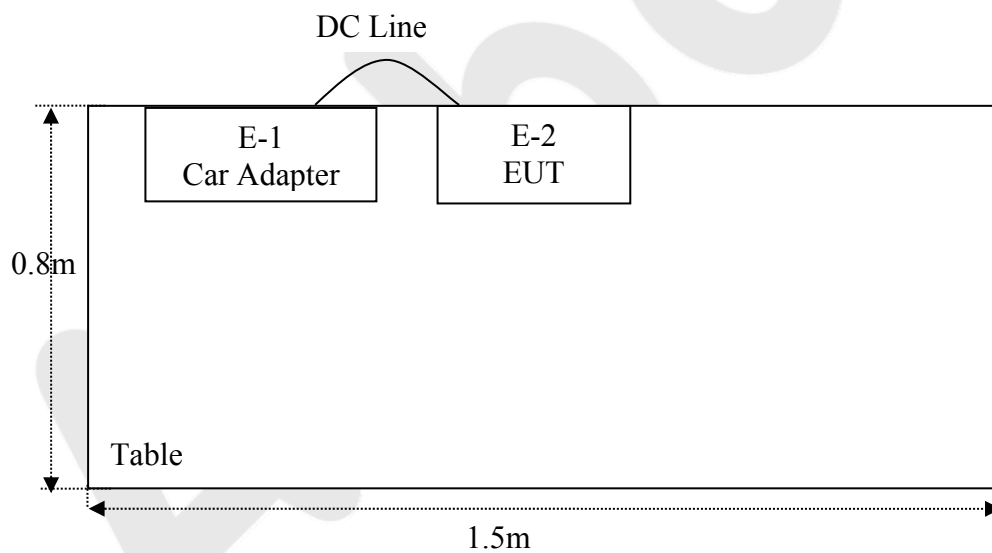 DC Line
E-1
Car Adapter
E-2
EUT
0.8m
Table
1.5m